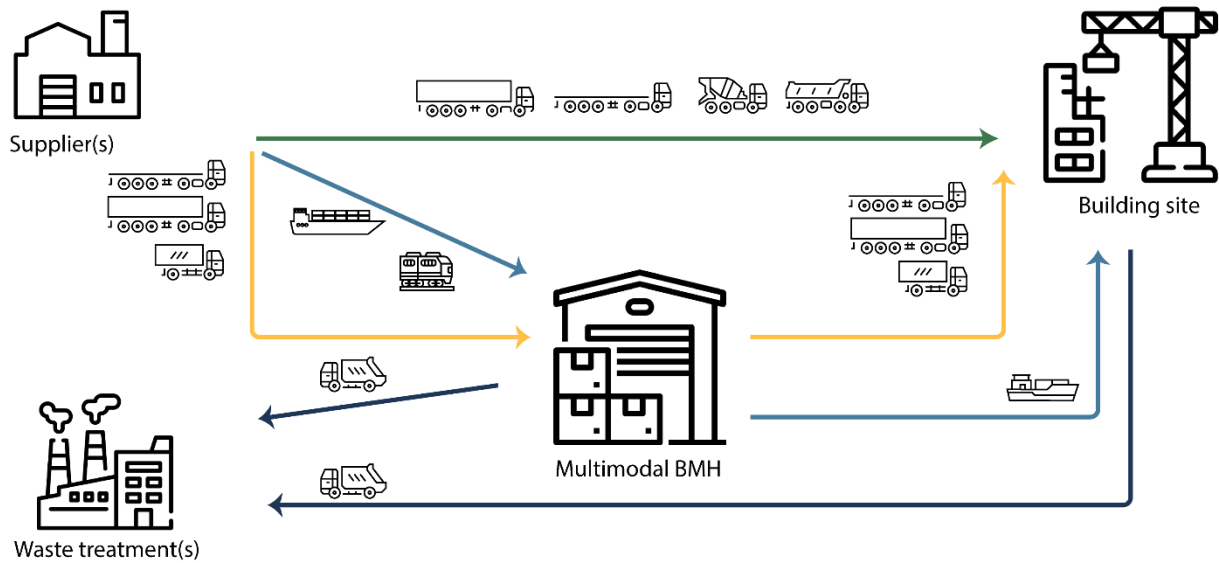 Supplier(s)
Building site
Multimodal BMH
Waste treatment(s)